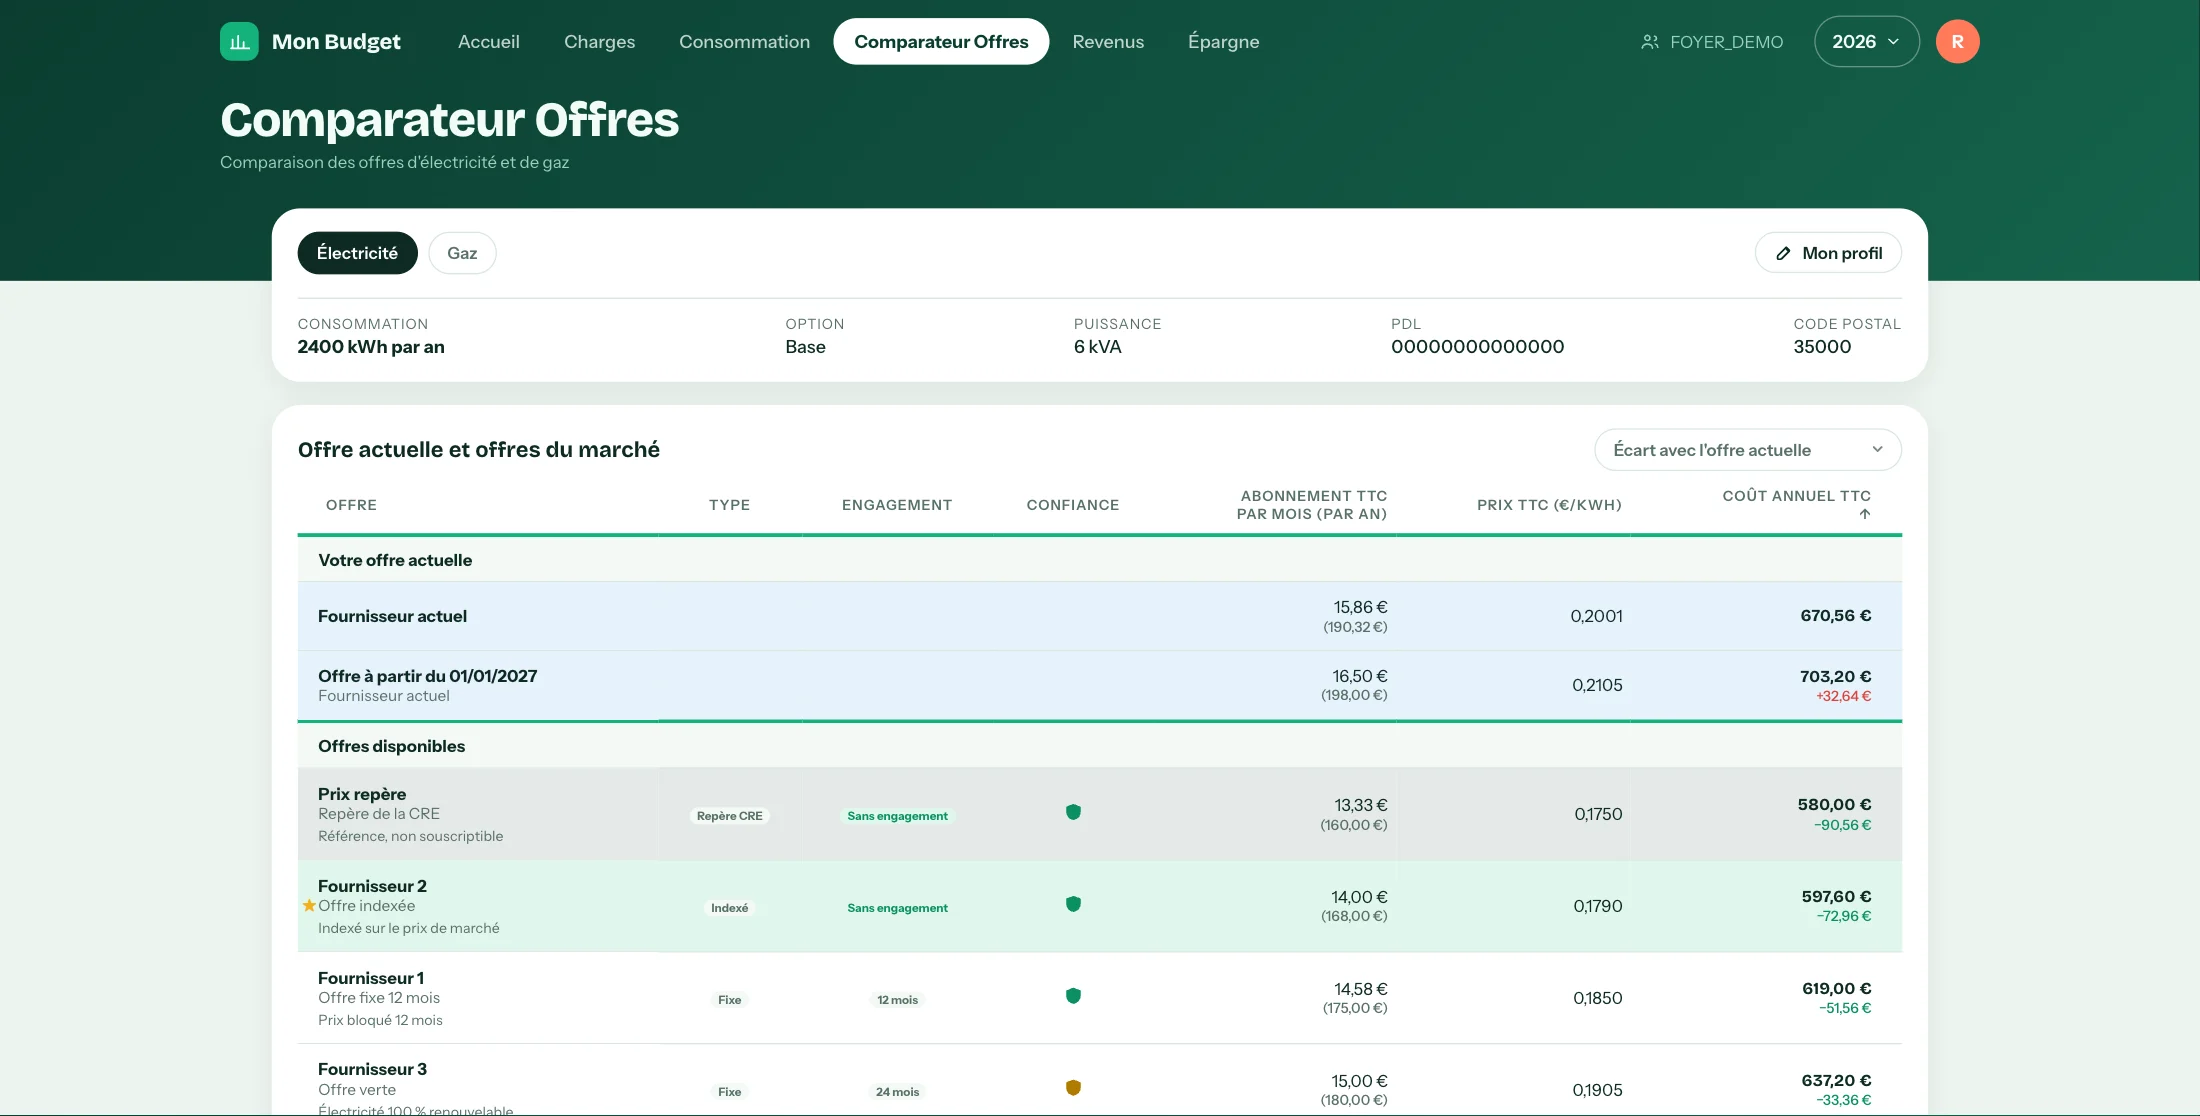 Mon Budget
Accueil
Charges
Consommation
Comparateur Offres
Revenus
Épargne
FOYER_DEMO
2026
R
Comparateur Offres
Comparaison des offres d'électricité et de gaz
Électricité
Gaz
Mon profil
CONSOMMATION
2400 kWh par an
OPTION
Base
PUISSANCE
6 kVA
PDL
00000000000000
CODE POSTAL
35000
Offre actuelle et offres du marché
Écart avec l'offre actuelle
OFFRE
TYPE
ENGAGEMENT
CONFIANCE
ABONNEMENT TTC
PAR MOIS (PAR AN)
PRIX TTC (€/KWH)
COÛT ANNUEL TTC
↑
Votre offre actuelle
Fournisseur actuel
15,86 €
(190,32 €)
0,2001
670,56 €
Offre à partir du 01/01/2027
Fournisseur actuel
16,50 €
(198,00 €)
0,2105
703,20 €
+32,64 €
Offres disponibles
Prix repère
Repère de la CRE
Référence, non souscriptible
Repère CRE
Sans engagement
13,33 €
(160,00 €)
0,1750
580,00 €
−90,56 €
Fournisseur 2
Offre indexée
Indexé sur le prix de marché
Indexé
Sans engagement
14,00 €
(168,00 €)
0,1790
597,60 €
−72,96 €
Fournisseur 1
Offre fixe 12 mois
Prix bloqué 12 mois
Fixe
12 mois
14,58 €
(175,00 €)
0,1850
619,00 €
−51,56 €
Fournisseur 3
Offre verte
Électricité 100 % renouvelable
Fixe
24 mois
15,00 €
(180,00 €)
0,1905
637,20 €
−33,36 €